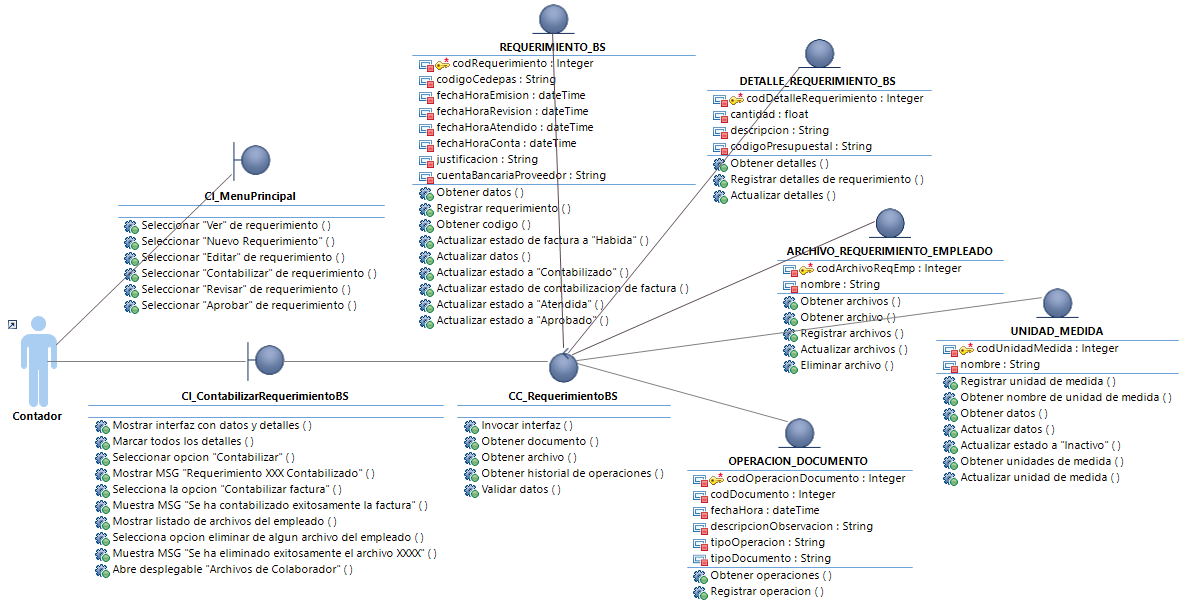 REQUERIMIENTO_BS
codRequerimiento : Integer
codigoCedepas : String
fechaHoraEmision : dateTime
fechaHoraRevision : dateTime
fechaHoraAtendido : dateTime
fechaHoraConta : dateTime
justificacion : String
cuentaBancariaProveedor : String
Obtener datos ( )
Registrar requerimiento ( )
Obtener codigo ( )
Actualizar estado de factura a "Habida" ( )
Actualizar datos ( )
Actualizar estado a "Contabilizado" ( )
Actualizar estado de contabilizacion de factura ( )
Actualizar estado a "Atendida" ( )
Actualizar estado a "Aprobado" ( )
DETALLE_REQUERIMIENTO_BS
codDetalleRequerimiento : Integer
cantidad : float
descripcion : String
codigoPresupuestal : String
Obtener detalles ( )
Registrar detalles de requerimiento ( )
Actualizar detalles ( )
CI_MenuPrincipal
Seleccionar "Ver" de requerimiento ( )
Seleccionar "Nuevo Requerimiento" ( )
Seleccionar "Editar" de requerimiento ( )
Seleccionar "Contabilizar" de requerimiento ( )
Seleccionar "Revisar" de requerimiento ( )
Seleccionar "Aprobar" de requerimiento ( )
ARCHIVO_REQUERIMIENTO_EMPLEADO
codArchivoReqEmp : Integer
nombre : String
Obtener archivos ( )
Obtener archivo ( )
Registrar archivos ( )
Actualizar archivos ( )
Eliminar archivo ( )
UNIDAD_MEDIDA
codUnidadMedida : Integer
nombre : String
Registrar unidad de medida ( )
Obtener nombre de unidad de medida ( )
Obtener datos ( )
Actualizar datos ( )
Actualizar estado a "Inactivo" ( )
Obtener unidades de medida ( )
Actualizar unidad de medida ( )
Contador
CI_ContabilizarRequerimientoBS
Mostrar interfaz con datos y detalles ( )
Marcar todos los detalles ( )
Seleccionar opcion "Contabilizar" ( )
Mostrar MSG "Requerimiento XXX Contabilizado" ( )
Selecciona la opcion "Contabilizar factura" ( )
Muestra MSG "Se ha contabilizado exitosamente la factura" ( )
Mostrar listado de archivos del empleado ( )
Selecciona opcion eliminar de algun archivo del empleado ( )
Muestra MSG "Se ha eliminado exitosamente el archivo XXXX" ( )
Abre desplegable "Archivos de Colaborador" ( )
CC_RequerimientoBS
Invocar interfaz ( )
Obtener documento ( )
Obtener archivo ( )
Obtener historial de operaciones ( )
Validar datos ( )
OPERACION_DOCUMENTO
codOperacionDocumento : Integer
codDocumento : Integer
fechaHora : dateTime
descripcionObservacion : String
tipoOperacion : String
tipoDocumento : String
Obtener operaciones ( )
Registrar operacion ( )